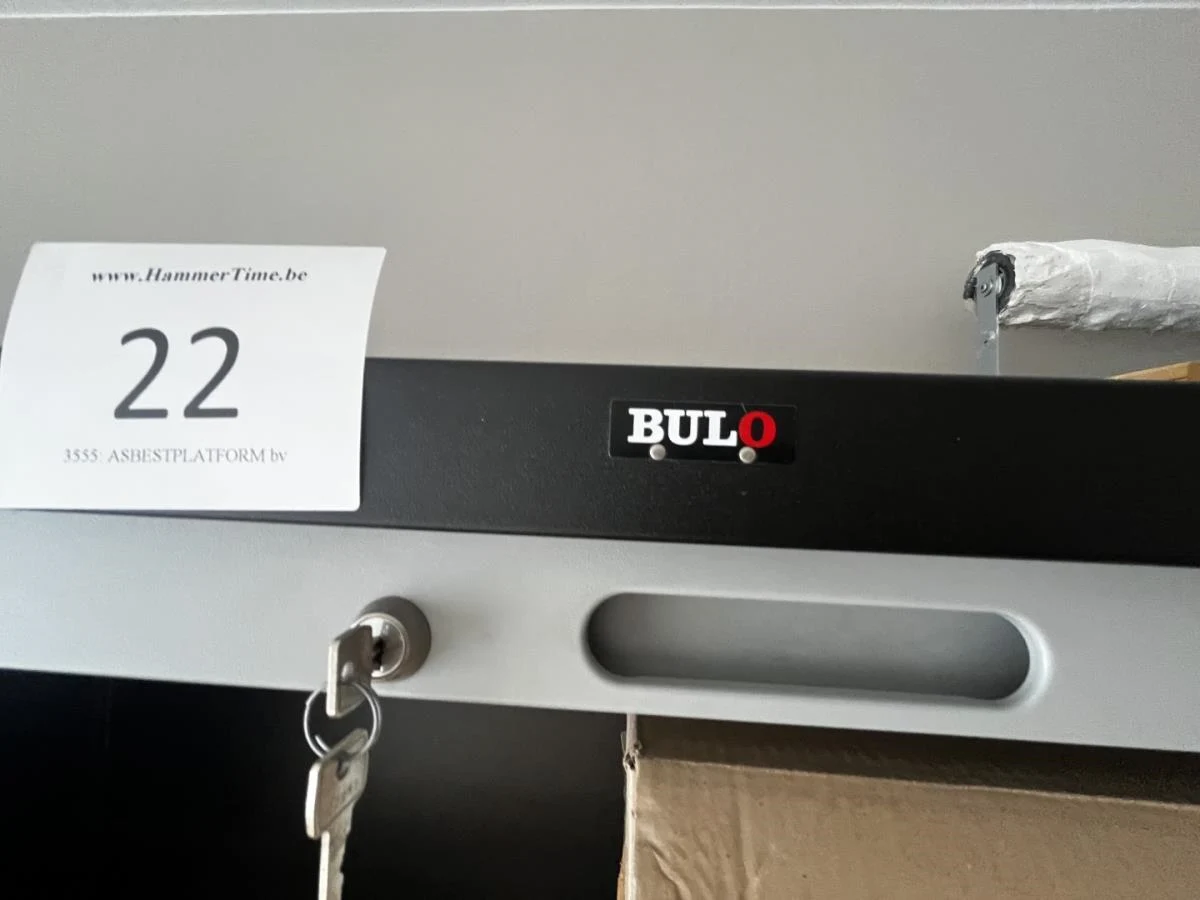 www.HammerTime.be
22
3555: ASBESTPLATFORM bv
BULO